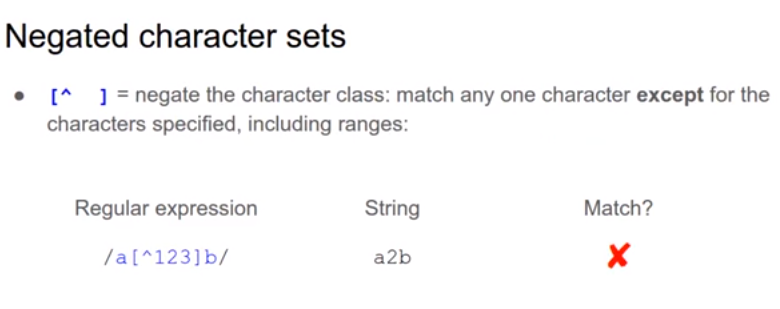 Negated character sets
● [^  ] = negate the character class: match any one character except for the
characters specified, including ranges:
Regular expression String Match?
/a[^123]b/ a2b ✘